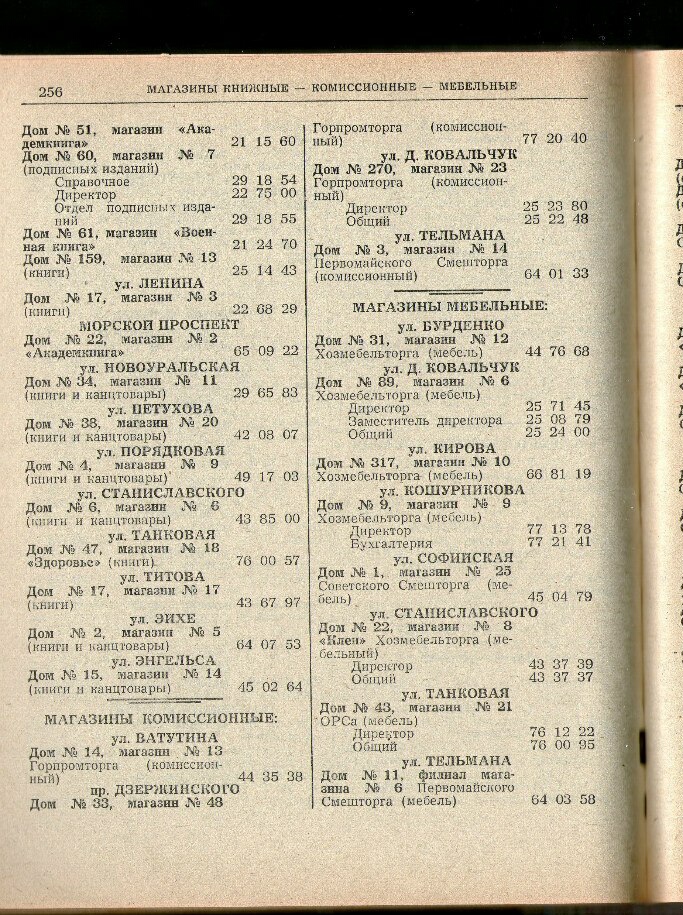 256
МАГАЗИНЫ КНИЖНЫЕ — КОМИССИОННЫЕ — МЕБЕЛЬНЫЕ
Дом № 51, магазин «Ака-
демкнига» 21 15 60
Дом № 60, магазин № 7
(подписных изданий)
Справочное 29 18 54
Директор 22 75 00
Отдел подписных изда-
ний 29 18 55
Дом № 61, магазин «Воен-
ная книга» 21 24 70
Дом № 159, магазин № 13
(книги) 25 14 43
ул. ЛЕНИНА
Дом № 17, магазин № 3
(книги) 22 68 29
МОРСКОЙ ПРОСПЕКТ
Дом № 22, магазин № 2
«Академкнига» 65 09 22
ул. НОВОУРАЛЬСКАЯ
Дом № 34, магазин № 11
(книги и канцтовары) 29 65 83
ул. ПЕТУХОВА
Дом № 38, магазин № 20
(книги и канцтовары) 42 08 07
ул. ПОРЯДКОВАЯ
Дом № 4, магазин № 9
(книги и канцтовары) 49 17 03
ул. СТАНИСЛАВСКОГО
Дом № 6, магазин № 6
(книги и канцтовары) 43 85 00
ул. ТАНКОВАЯ
Дом № 47, магазин № 18
«Здоровье» (книги) 76 00 57
ул. ТИТОВА
Дом № 17, магазин № 17
(книги) 43 67 97
ул. ЭЙХЕ
Дом № 2, магазин № 5
(книги и канцтовары) 64 07 53
ул. ЭНГЕЛЬСА
Дом № 15, магазин № 14
(книги и канцтовары) 45 02 64
МАГАЗИНЫ КОМИССИОННЫЕ:
ул. ВАТУТИНА
Дом № 14, магазин № 13
Горпромторга (комиссион-
ный) 44 35 38
пр. ДЗЕРЖИНСКОГО
Дом № 33, магазин № 48
Горпромторга (комиссион-
ный) 77 20 40
ул. Д. КОВАЛЬЧУК
Дом № 270, магазин № 23
Горпромторга (комиссион-
ный)
Директор 25 23 80
Общий 25 22 48
ул. ТЕЛЬМАНА
Дом № 3, магазин № 14
Первомайского Смешторга
(комиссионный) 64 01 33
МАГАЗИНЫ МЕБЕЛЬНЫЕ:
ул. БУРДЕНКО
Дом № 31, магазин № 12
Хозмебельторга (мебель) 44 76 68
ул. Д. КОВАЛЬЧУК
Дом № 89, магазин № 6
Хозмебельторга (мебель)
Директор 25 71 45
Заместитель директора 25 08 79
Общий 25 24 00
ул. КИРОВА
Дом № 317, магазин № 10
Хозмебельторга (мебель) 66 81 19
ул. КОШУРНИКОВА
Дом № 9, магазин № 9
Хозмебельторга (мебель)
Директор 77 13 78
Бухгалтерия 77 21 41
ул. СОФИЙСКАЯ
Дом № 1, магазин № 25
Советского Смешторга (ме-
бель) 45 04 79
ул. СТАНИСЛАВСКОГО
Дом № 22, магазин № 8
«Клен» Хозмебельторга (ме-
бельный)
Директор 43 37 39
Общий 43 37 37
ул. ТАНКОВАЯ
Дом № 43, магазин № 21
ОРСа (мебель)
Директор 76 12 22
Общий 76 00 95
ул. ТЕЛЬМАНА
Дом № 11, филиал мага-
зина № 6 Первомайского
Смешторга (мебель) 64 03 58